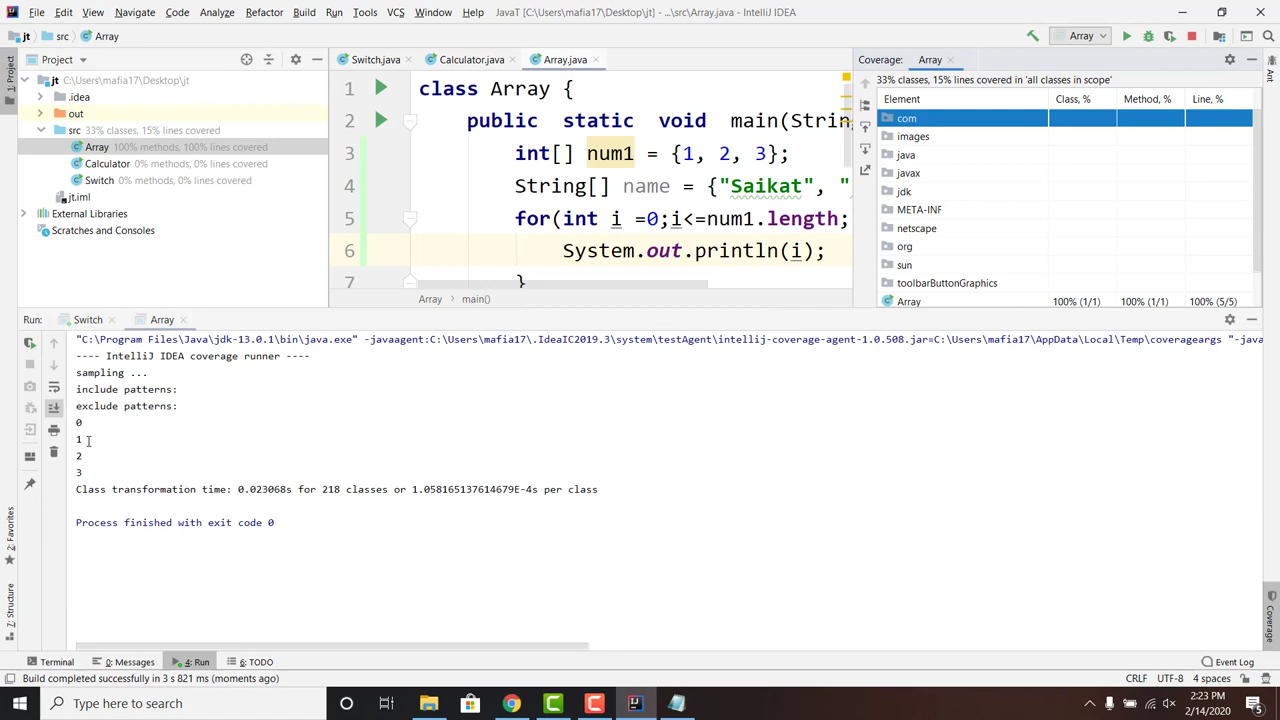 File Edit View Navigate Code Analyze Refactor Build Run Tools VCS Window Help JavaT [C:\Users\mafia17\Desktop\jt] - ...\src\Array.java - IntelliJ IDEA
jt src Array Array
Project Switch.java Calculator.java Array.java Coverage: Array
jt C:\Users\mafia17\Desktop\jt
.idea
out
src 33% classes, 15% lines covered
Array 100% methods, 100% lines covered
Calculator 0% methods, 0% lines covered
Switch 0% methods, 0% lines covered
jt.iml
External Libraries
Scratches and Consoles
1 class Array {
2 public static void main(String
3 int[] num1 = {1, 2, 3};
4 String[] name = {"Saikat", "
5 for(int i =0;i<=num1.length;
6 System.out.println(i);
7 }
Array main()
33% classes, 15% lines covered in 'all classes in scope'
Element Class, % Method, % Line, %
com
images
java
javax
jdk
META-INF
netscape
org
sun
toolbarButtonGraphics
Array 100% (1/1) 100% (1/1) 100% (5/5)
Run: Switch Array
"C:\Program Files\Java\jdk-13.0.1\bin\java.exe" -javaagent:C:\Users\mafia17\.IdeaIC2019.3\system\testAgent\intellij-coverage-agent-1.0.508.jar=C:\Users\mafia17\AppData\Local\Temp\coverageargs "-java
---- IntelliJ IDEA coverage runner ----
sampling ...
include patterns:
exclude patterns:
0
1
2
3
Class transformation time: 0.023068s for 218 classes or 1.058165137614679E-4s per class
Process finished with exit code 0
1: Project
2: Favorites
7: Structure
Ant
Coverage
Terminal 0: Messages 4: Run 6: TODO Event Log
Build completed successfully in 3 s 821 ms (moments ago) CRLF UTF-8 4 spaces
Type here to search
2:23 PM
2/14/2020
5